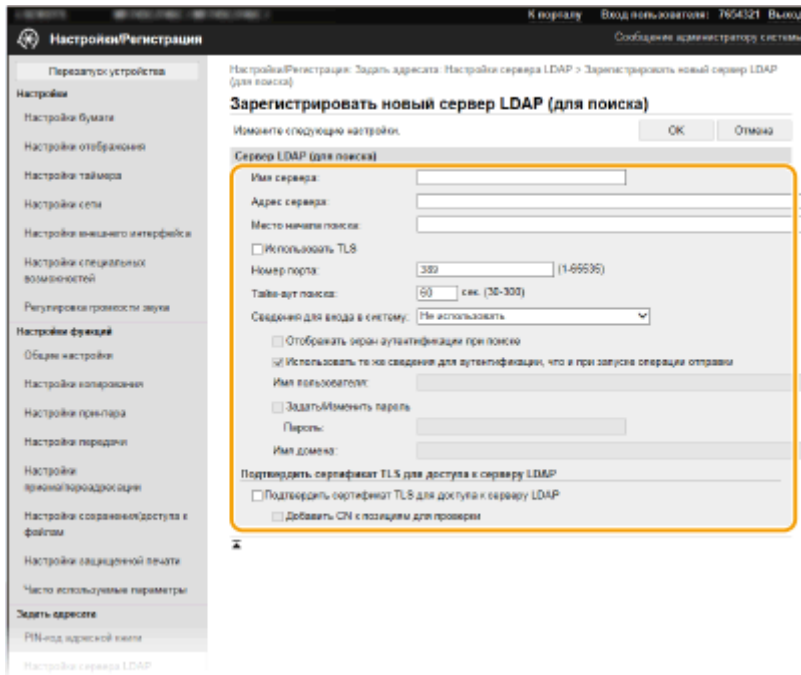 К порталу Вход пользователя: 7654321 Выход
Настройки/Регистрация
Сообщение администратору системы
Перезапуск устройства
Настройки
Настройки бумаги
Настройки отображения
Настройки таймера
Настройки сети
Настройки внешнего интерфейса
Настройки специальных
возможностей
Регулировка громкости звука
Настройки функций
Общие настройки
Настройки копирования
Настройки принтера
Настройки передачи
Настройки
приема/переадресации
Настройки сохранения/доступа к
файлам
Настройки защищенной печати
Часто используемые параметры
Задать адресата
PIN-код адресной книги
Настройки сервера LDAP
Настройки/Регистрация: Задать адресата: Настройки сервера LDAP > Зарегистрировать новый сервер LDAP
(для поиска)
Зарегистрировать новый сервер LDAP (для поиска)
Измените следующие настройки.
OK Отмена
Сервер LDAP (для поиска)
Имя сервера:
Адрес сервера:
Место начала поиска:
Использовать TLS
Номер порта: 389 (1-65535)
Тайм-аут поиска: 60 сек. (30-300)
Сведения для входа в систему: Не использовать
Отображать экран аутентификации при поиске
Использовать те же сведения для аутентификации, что и при запуске операции отправки
Имя пользователя:
Задать/Изменить пароль
Пароль:
Имя домена:
Подтвердить сертификат TLS для доступа к серверу LDAP
Подтвердить сертификат TLS для доступа к серверу LDAP
Добавить CN к позициям для проверки